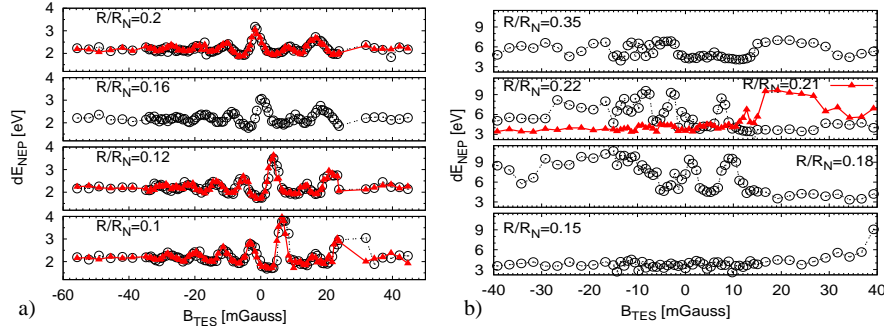 R/R_N=0.2
R/R_N=0.16
R/R_N=0.12
R/R_N=0.1
dE_NEP [eV]
4
3
2
4
3
2
4
3
2
4
3
2
1
-60 -40 -20 0 20 40
B_TES [mGauss]
a)
R/R_N=0.35
R/R_N=0.22
R/R_N=0.21
R/R_N=0.18
R/R_N=0.15
dE_NEP [eV]
9
6
3
9
6
3
9
6
3
9
6
3
-40 -30 -20 -10 0 10 20 30 40
B_TES [mGauss]
b)